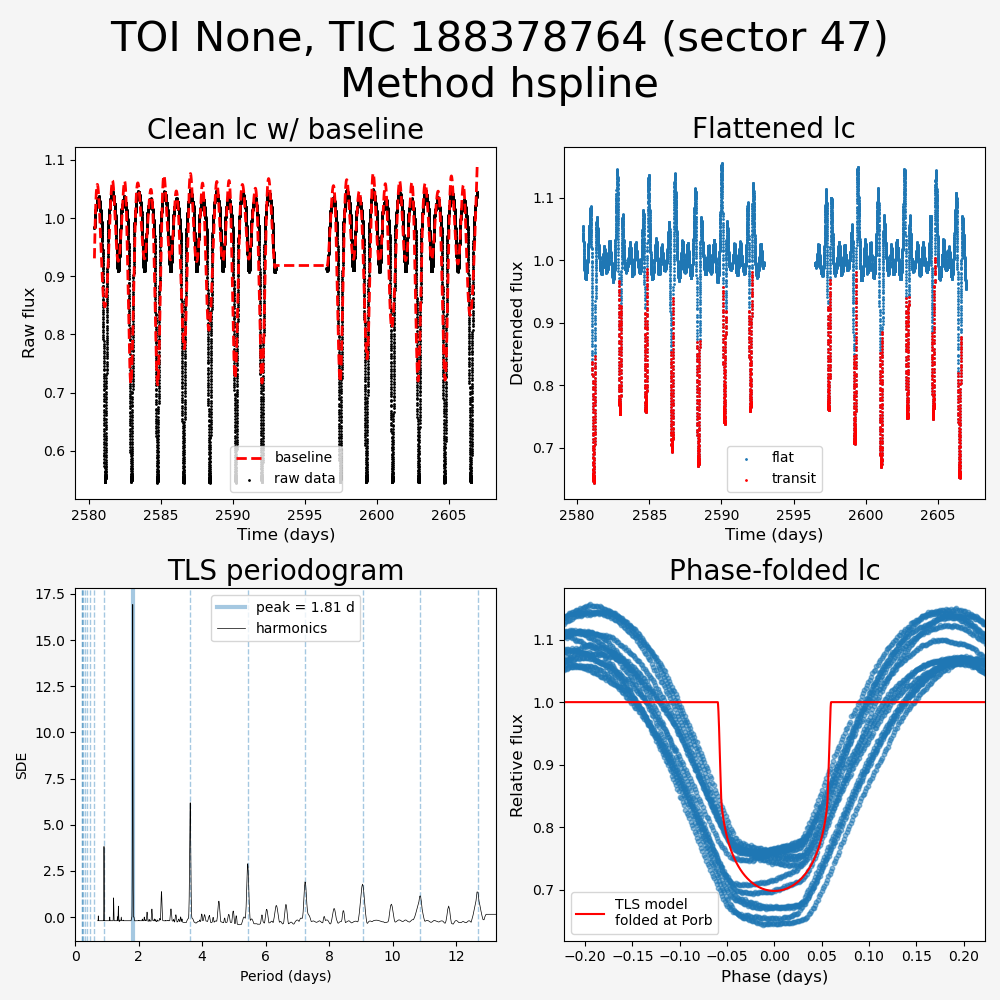 TOI None, TIC 188378764 (sector 47)
Method hspline
Clean lc w/ baseline
Raw flux
1.1
1.0
0.9
0.8
0.7
0.6
baseline
raw data
2580 2585 2590 2595 2600 2605
Time (days)
Flattened lc
Detrended flux
1.1
1.0
0.9
0.8
0.7
flat
transit
2580 2585 2590 2595 2600 2605
Time (days)
TLS periodogram
SDE
17.5
15.0
12.5
10.0
7.5
5.0
2.5
0.0
peak = 1.81 d
harmonics
0 2 4 6 8 10 12
Period (days)
Phase-folded lc
Relative flux
1.1
1.0
0.9
0.8
0.7
TLS model
folded at Porb
−0.20 −0.15 −0.10 −0.05 0.00 0.05 0.10 0.15 0.20
Phase (days)